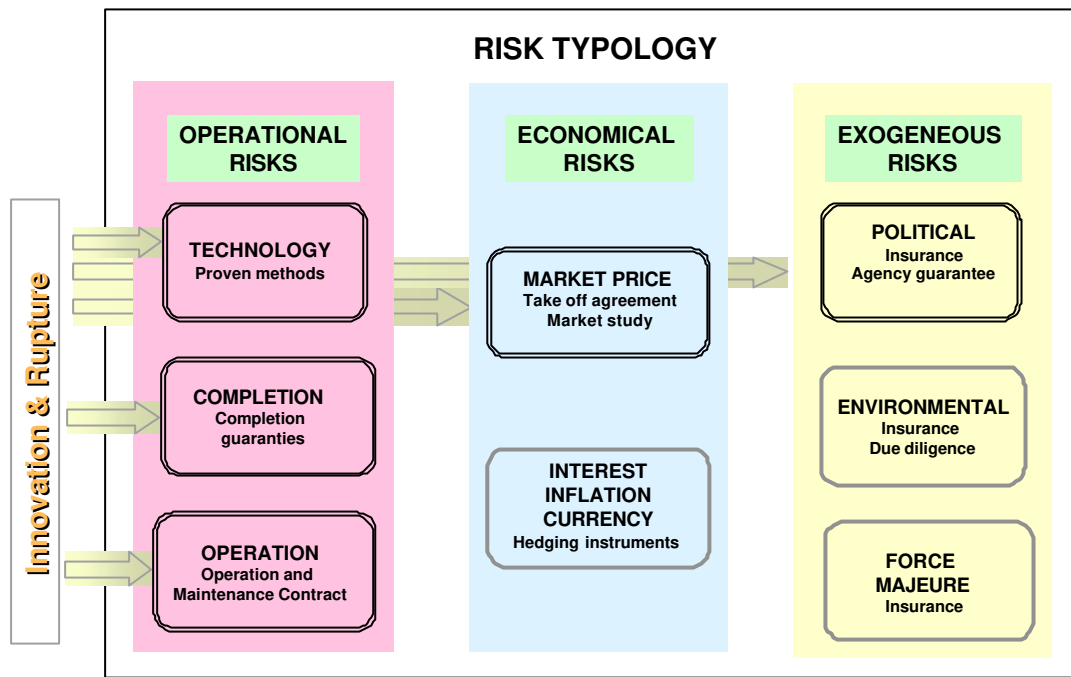 RISK TYPOLOGY
Innovation & Rupture
OPERATIONAL
RISKS
TECHNOLOGY
Proven methods
COMPLETION
Completion
guaranties
OPERATION
Operation and
Maintenance Contract
ECONOMICAL
RISKS
MARKET PRICE
Take off agreement
Market study
INTEREST
INFLATION
CURRENCY
Hedging instruments
EXOGENEOUS
RISKS
POLITICAL
Insurance
Agency guarantee
ENVIRONMENTAL
Insurance
Due diligence
FORCE
MAJEURE
Insurance